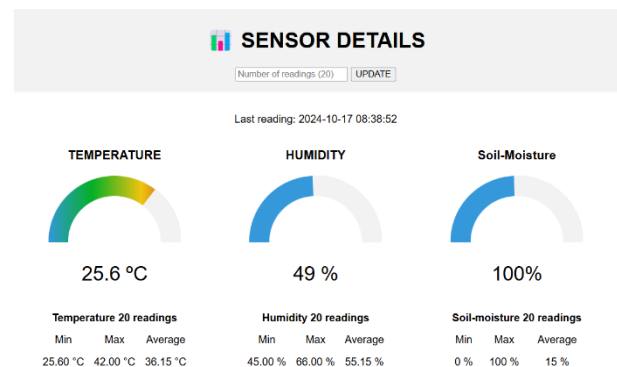 SENSOR DETAILS
Number of readings (20) UPDATE
Last reading: 2024-10-17 08:38:52
TEMPERATURE HUMIDITY Soil-Moisture
25.6 ºC 49 % 100%
Temperature 20 readings Humidity 20 readings Soil-moisture 20 readings
Min Max Average Min Max Average Min Max Average
25.60 °C 42.00 °C 36.15 °C 45.00 % 66.00 % 55.15 % 0 % 100 % 15 %